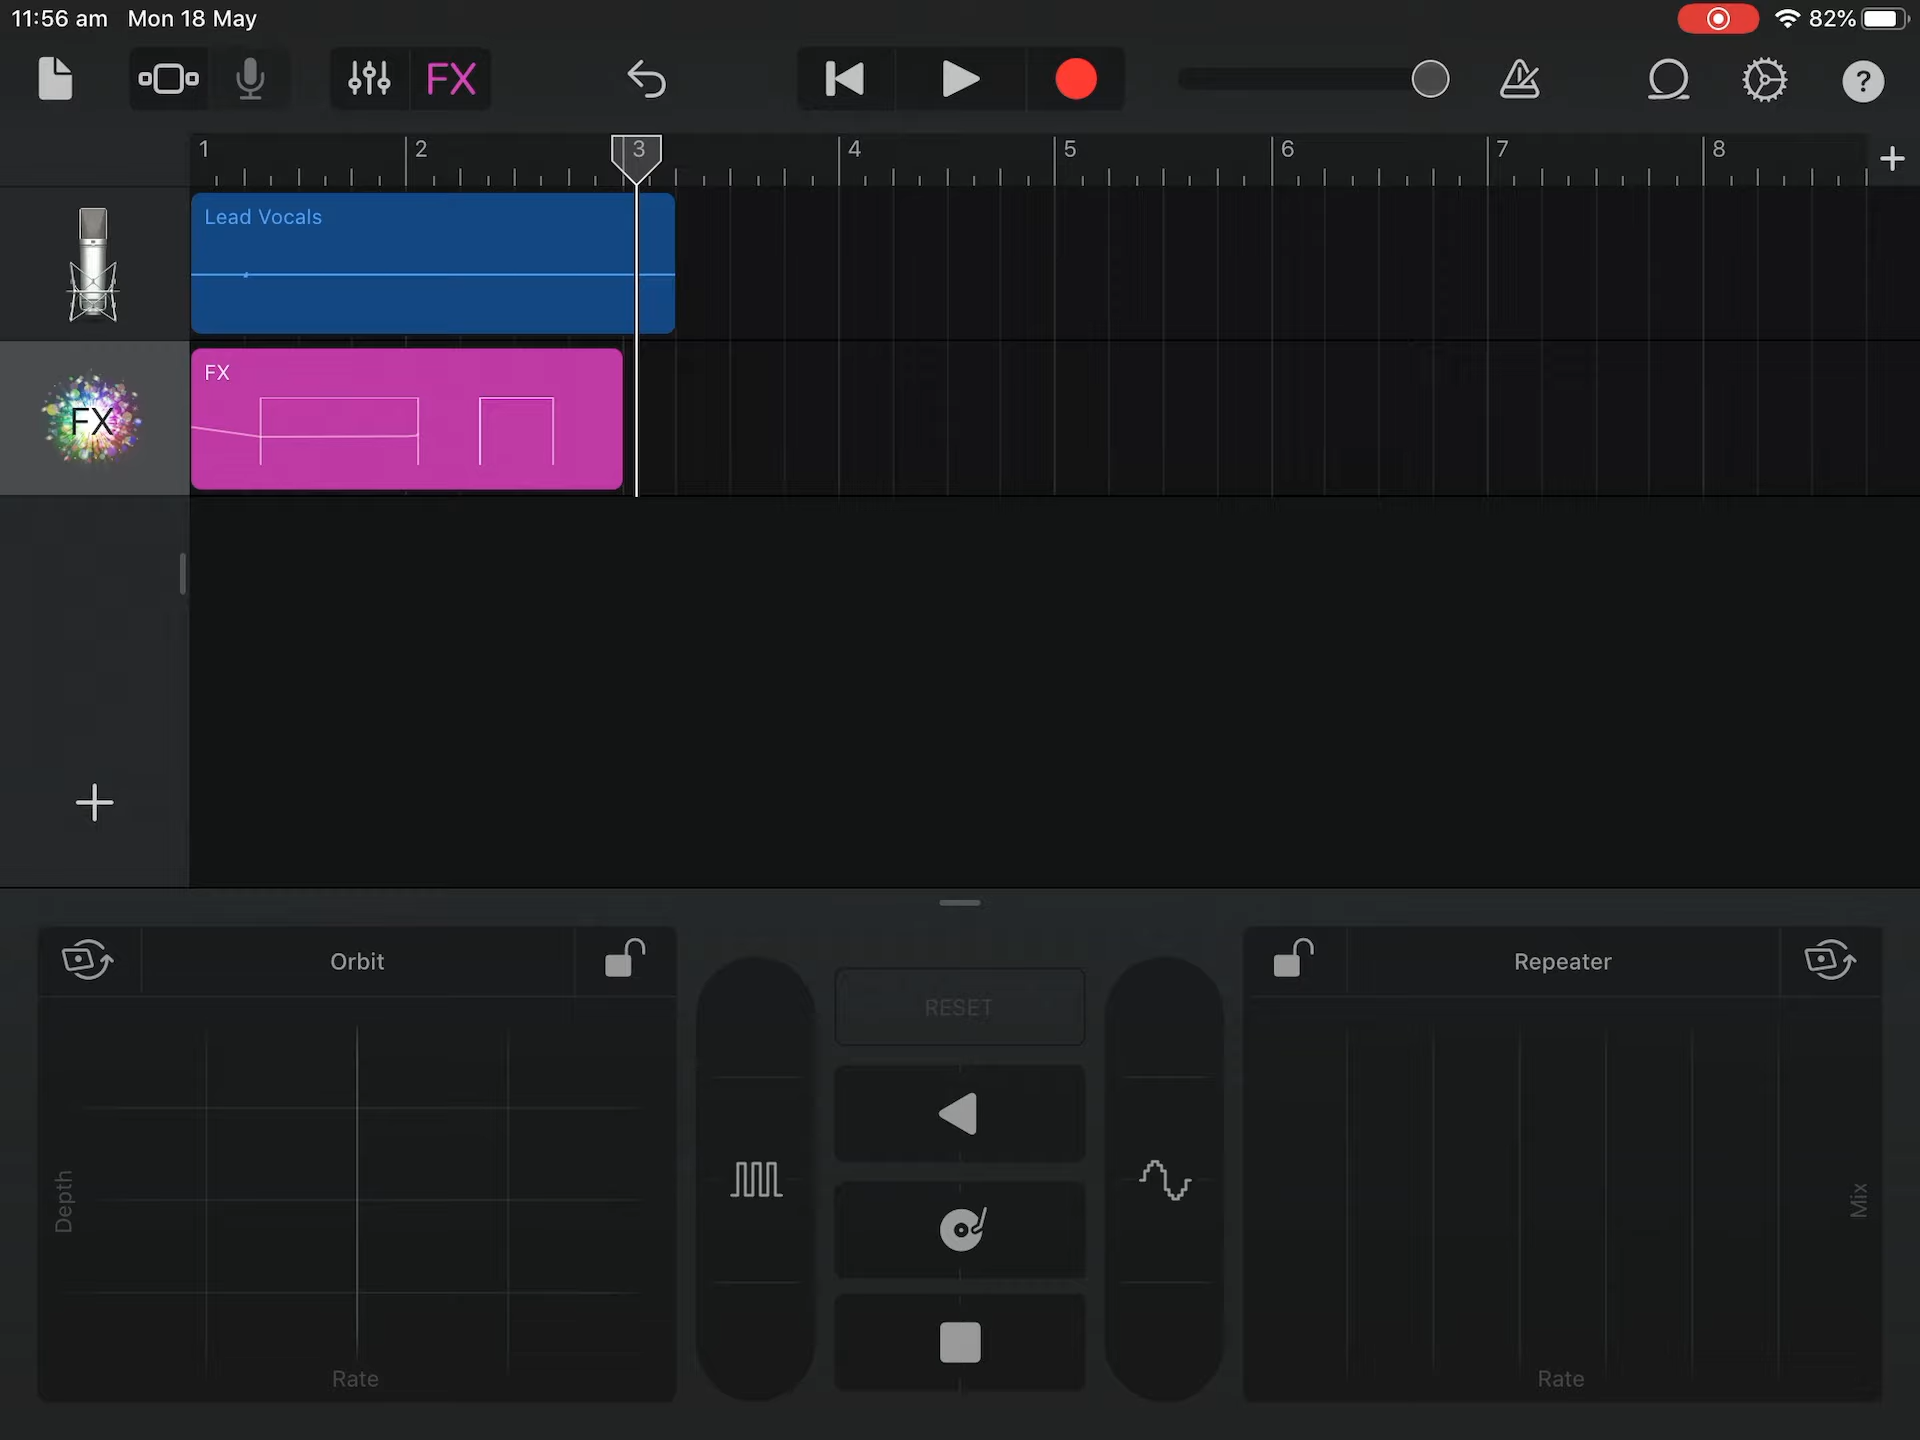 11:56 am Mon 18 May 82%
FX ?
1 2 3 4 5 6 7 8
Lead Vocals
FX
FX
Orbit
Repeater
RESET
Depth
Mix
Rate
Rate